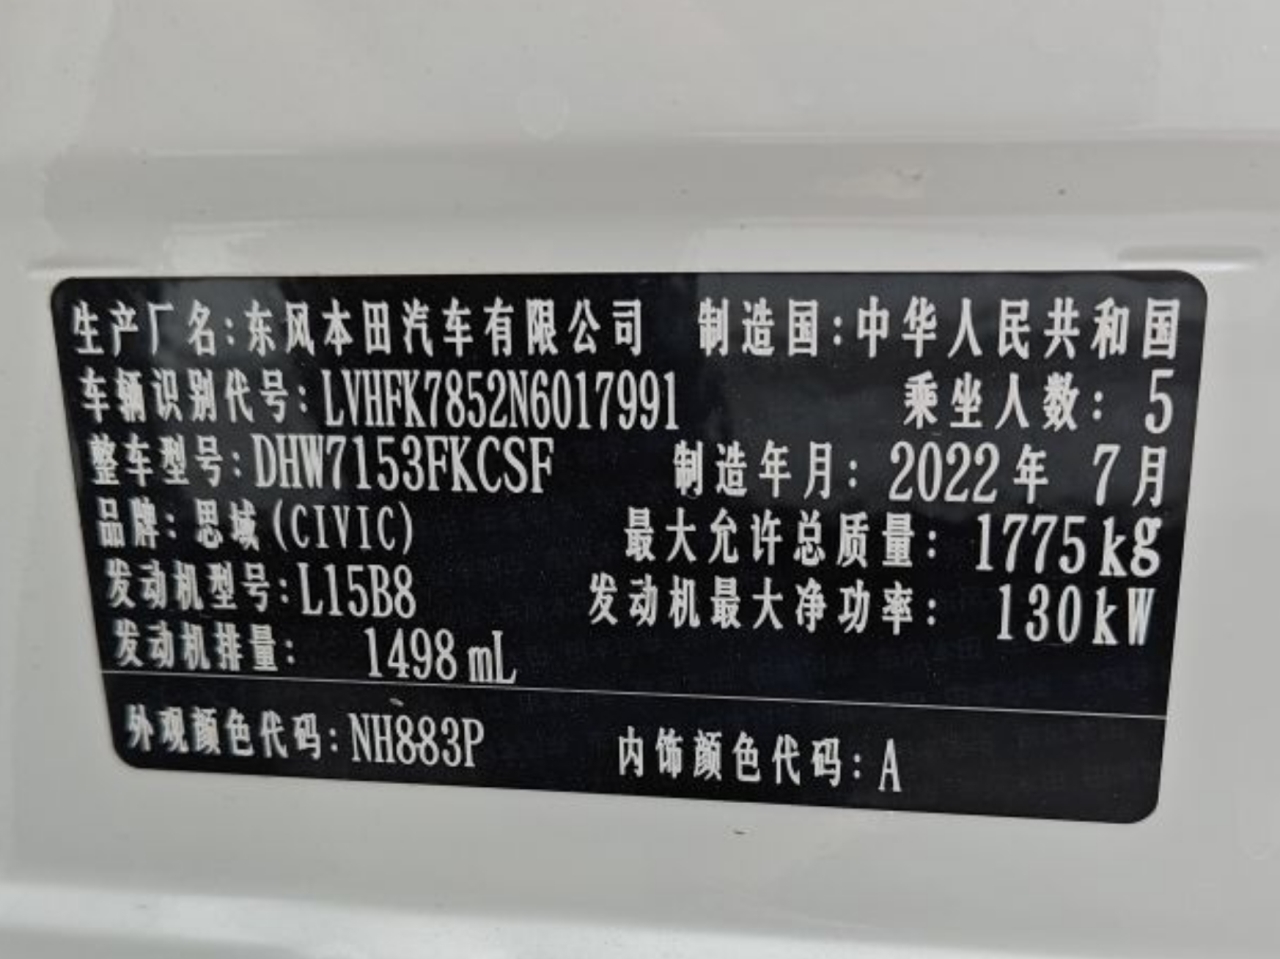 生产厂名:东风本田汽车有限公司 制造国:中华人民共和国
车辆识别代号:LVHFK7852N6017991 乘坐人数:5
整车型号:DHW7153FKCSF 制造年月:2022年 7月
品牌:思域(CIVIC) 最大允许总质量:1775kg
发动机型号:L15B8 发动机最大净功率:130kW
发动机排量: 1498mL
外观颜色代码:NH883P 内饰颜色代码:A